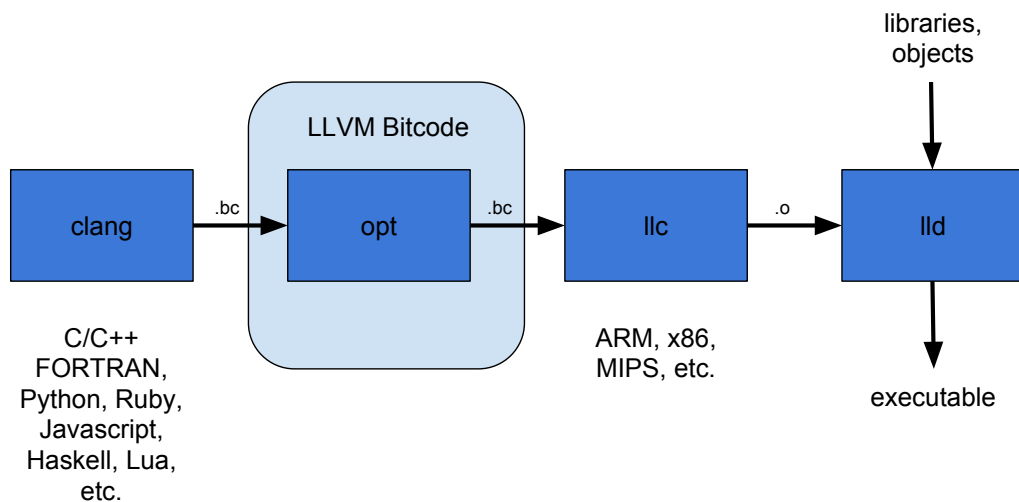 libraries,
objects
LLVM Bitcode
clang
.bc
opt
.bc
llc
.o
lld
C/C++
FORTRAN,
Python, Ruby,
Javascript,
Haskell, Lua,
etc.
ARM, x86,
MIPS, etc.
executable